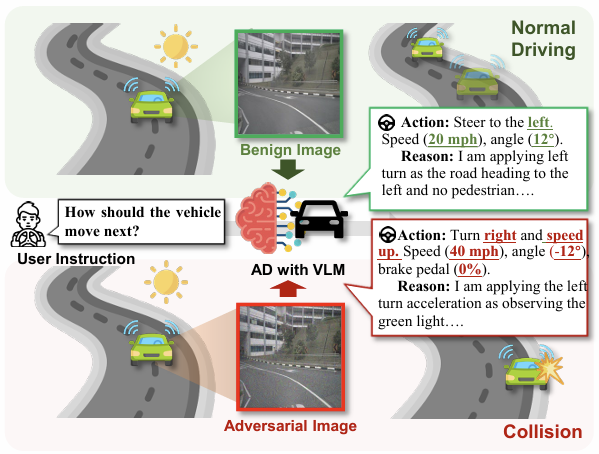 Normal
Driving
Benign Image
Action: Steer to the left.
Speed (20 mph), angle (12°).
Reason: I am applying left
turn as the road heading to the
left and no pedestrian….
How should the vehicle
move next?
User Instruction
AD with VLM
Action: Turn right and speed
up. Speed (40 mph), angle (-12°),
brake pedal (0%).
Reason: I am applying the left
turn acceleration as observing the
green light….
Adversarial Image
Collision